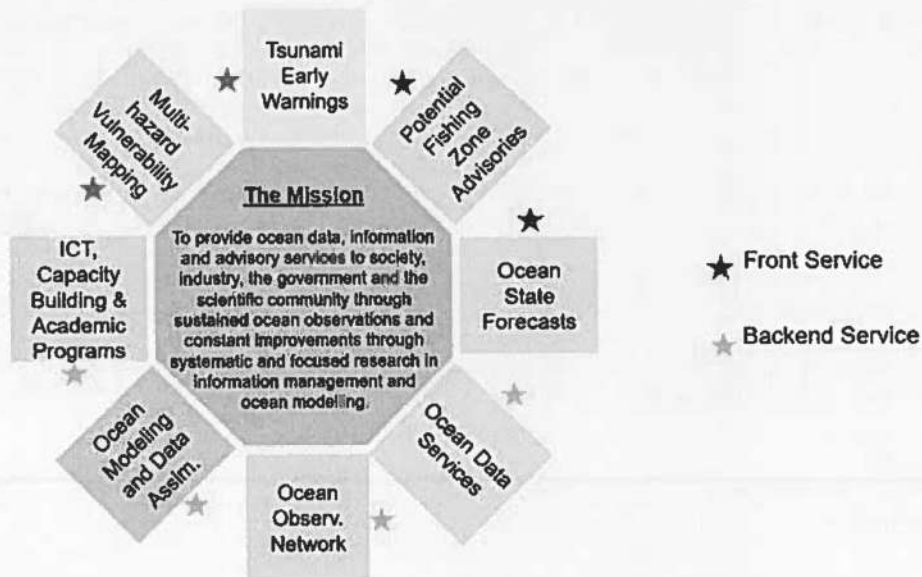 Tsunami
Early
Warnings
Potential
Fishing
Zone
Advisories
Ocean
State
Forecasts
Ocean Data
Services
Ocean
Observ.
Network
Ocean
Modeling
and Data
Assim.
ICT,
Capacity
Building &
Academic
Programs
Multi-
hazard
Vulnerability
Mapping
The Mission
To provide ocean data, information
and advisory services to society,
industry, the government and the
scientific community through
sustained ocean observations and
constant improvements through
systematic and focused research in
information management and
ocean modelling.
Front Service
Backend Service